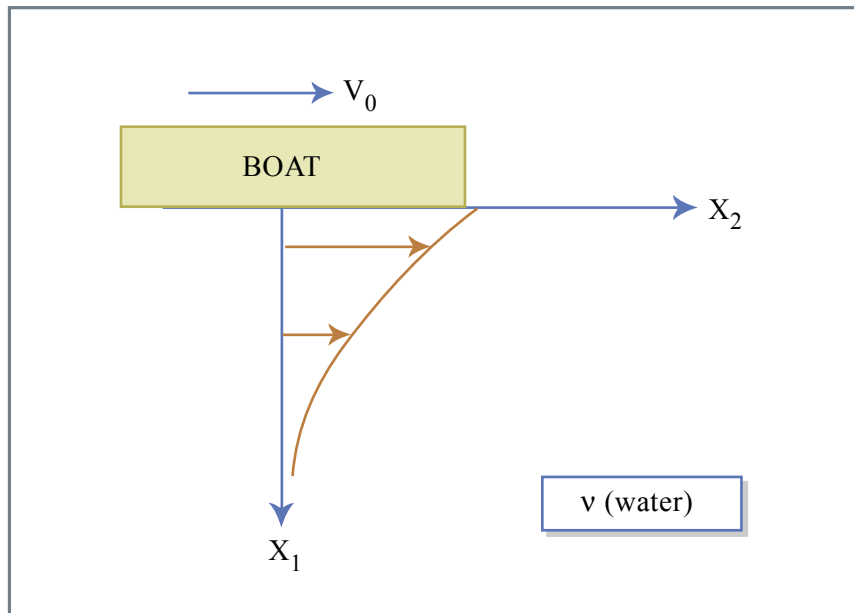 V₀
BOAT
X₂
ν (water)
X₁